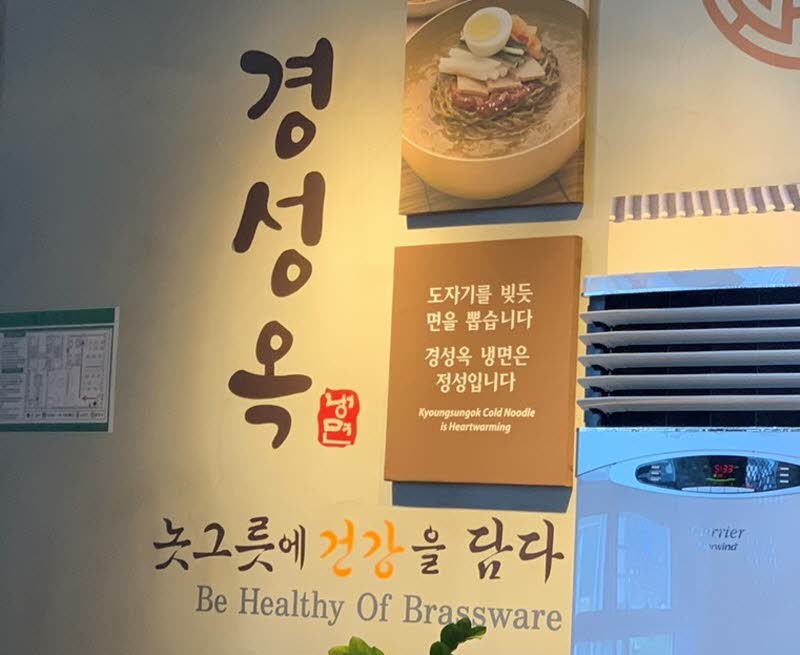 경성옥
냉면
도자기를 빚듯
면을 뽑습니다
경성옥 냉면은
정성입니다
Kyoungsungok Cold Noodle
is Heartwarming
놋그릇에 건강을 담다
Be Healthy Of Brassware
5:33
Carrier